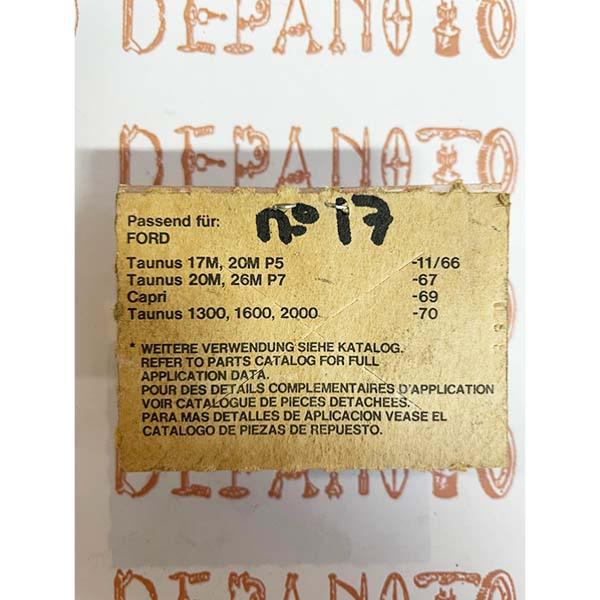 DEPANOTO
DEPANOTO
Passend für:
FORD
no 17
Taunus 17M, 20M P5 -11/66
Taunus 20M, 26M P7 -67
Capri -69
Taunus 1300, 1600, 2000 -70
* WEITERE VERWENDUNG SIEHE KATALOG.
REFER TO PARTS CATALOG FOR FULL
APPLICATION DATA.
POUR DES DETAILS COMPLEMENTAIRES D'APPLICATION
VOIR CATALOGUE DE PIECES DETACHEES.
PARA MAS DETALLES DE APLICACION VEASE EL
CATALOGO DE PIEZAS DE REPUESTO.
DEPANOTO